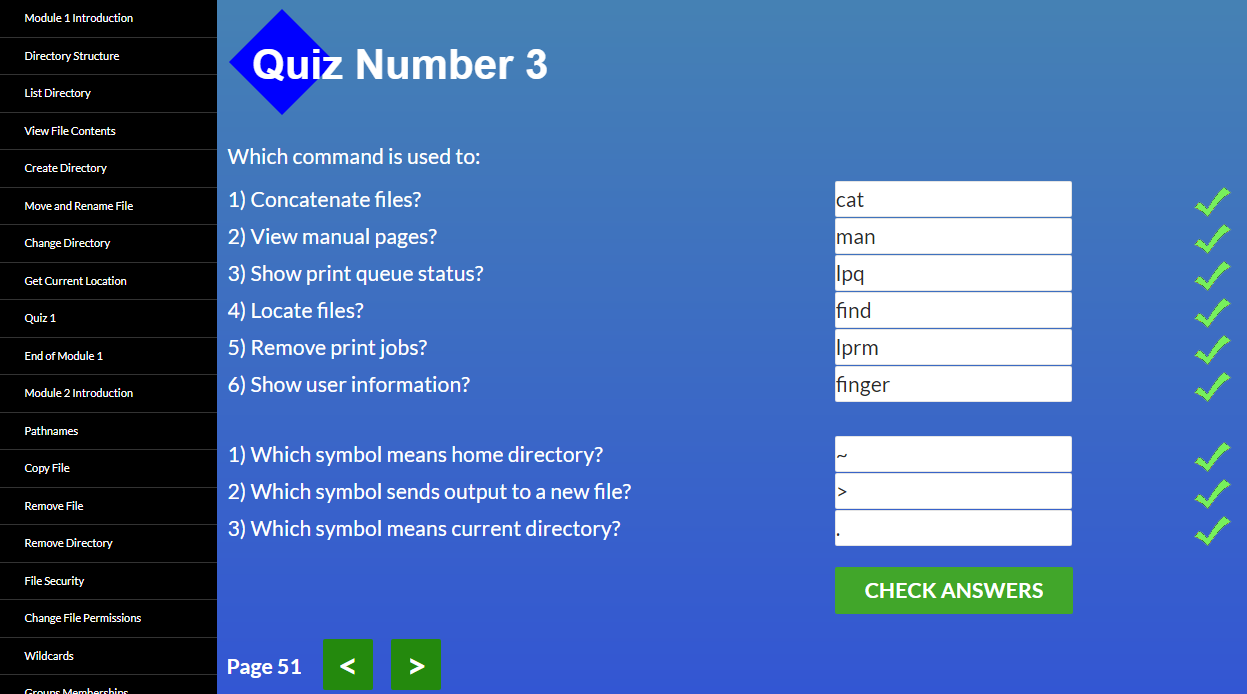 Module 1 Introduction
Directory Structure
List Directory
View File Contents
Create Directory
Move and Rename File
Change Directory
Get Current Location
Quiz 1
End of Module 1
Module 2 Introduction
Pathnames
Copy File
Remove File
Remove Directory
File Security
Change File Permissions
Wildcards
Groups Memberships
Quiz Number 3
Which command is used to:
1) Concatenate files? cat
2) View manual pages? man
3) Show print queue status? lpq
4) Locate files? find
5) Remove print jobs? lprm
6) Show user information? finger
1) Which symbol means home directory? ~
2) Which symbol sends output to a new file? >
3) Which symbol means current directory? .
CHECK ANSWERS
Page 51 < >